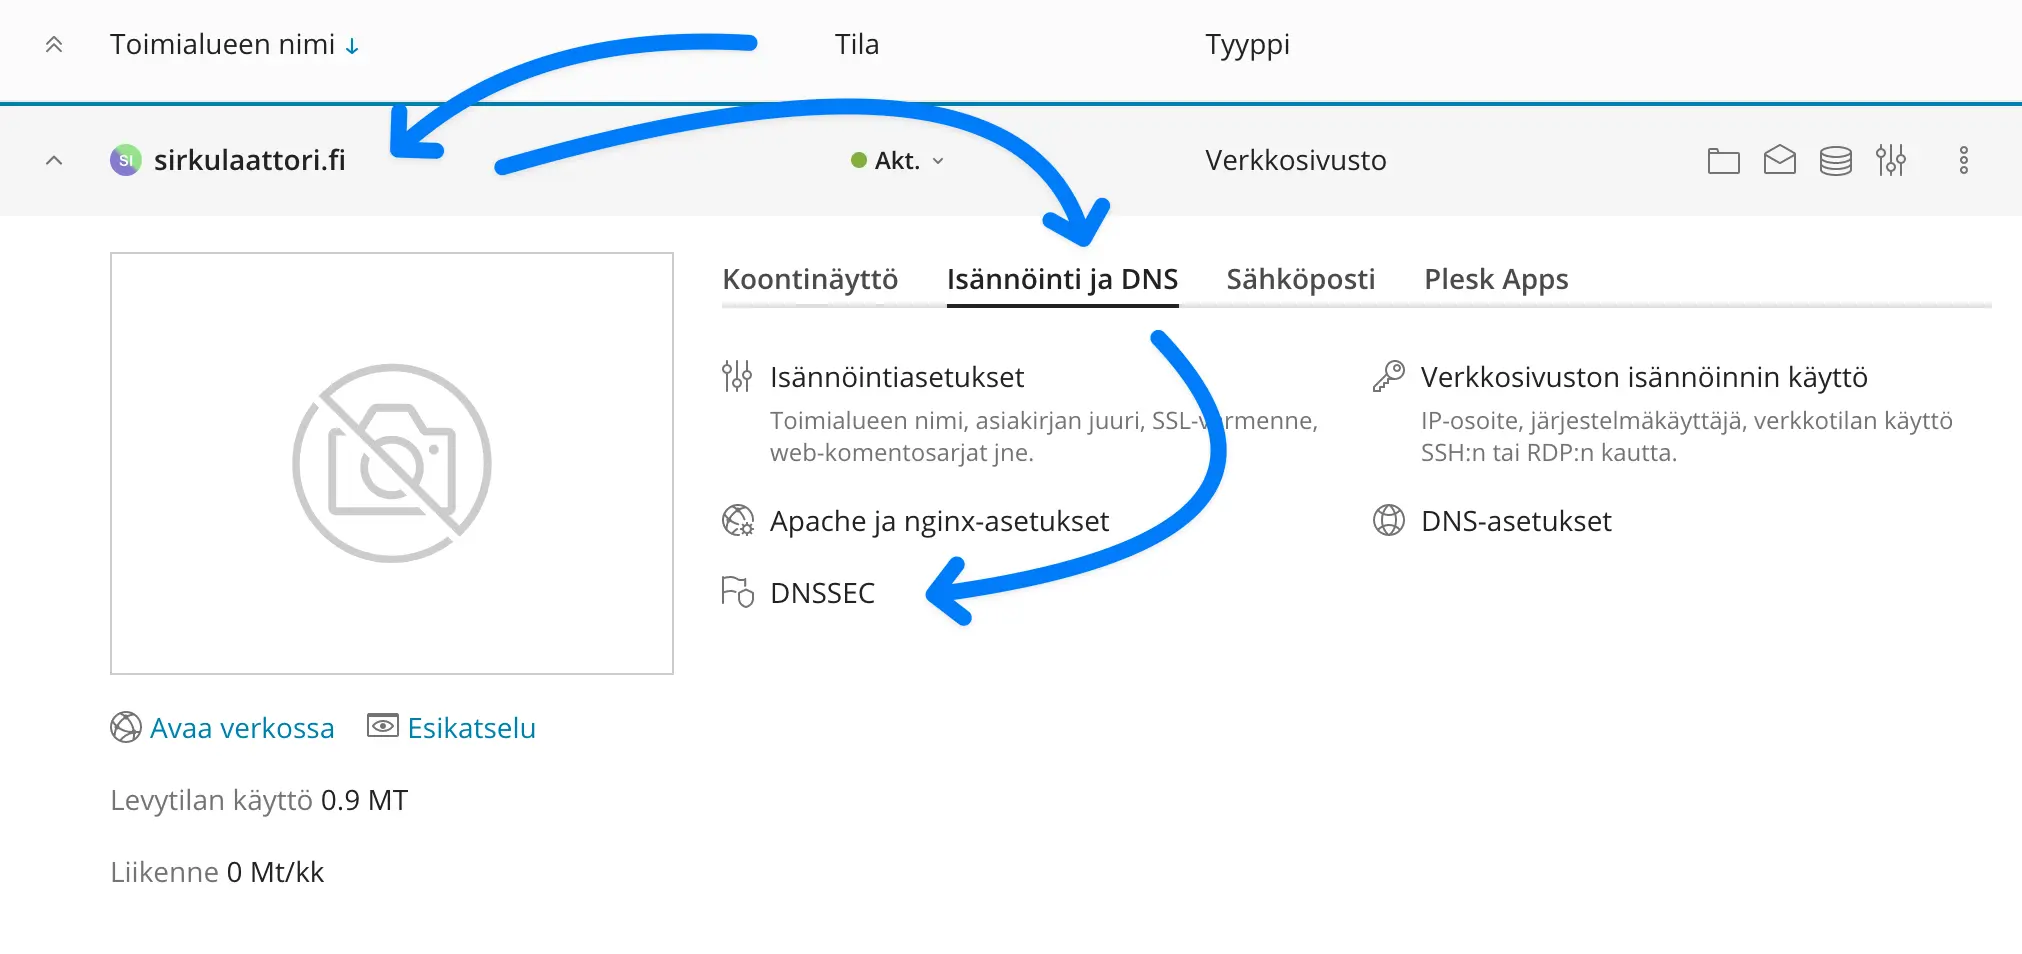 Toimialueen nimi ↓
Tila
Tyyppi
SI
sirkulaattori.fi
Akt.
Verkkosivusto
Koontinäyttö
Isännöinti ja DNS
Sähköposti
Plesk Apps
Isännöintiasetukset
Toimialueen nimi, asiakirjan juuri, SSL-varmenne,
web-komentosarjat jne.
Verkkosivuston isännöinnin käyttö
IP-osoite, järjestelmäkäyttäjä, verkkotilan käyttö
SSH:n tai RDP:n kautta.
Apache ja nginx-asetukset
DNS-asetukset
DNSSEC
Avaa verkossa
Esikatselu
Levytilan käyttö 0.9 MT
Liikenne 0 Mt/kk